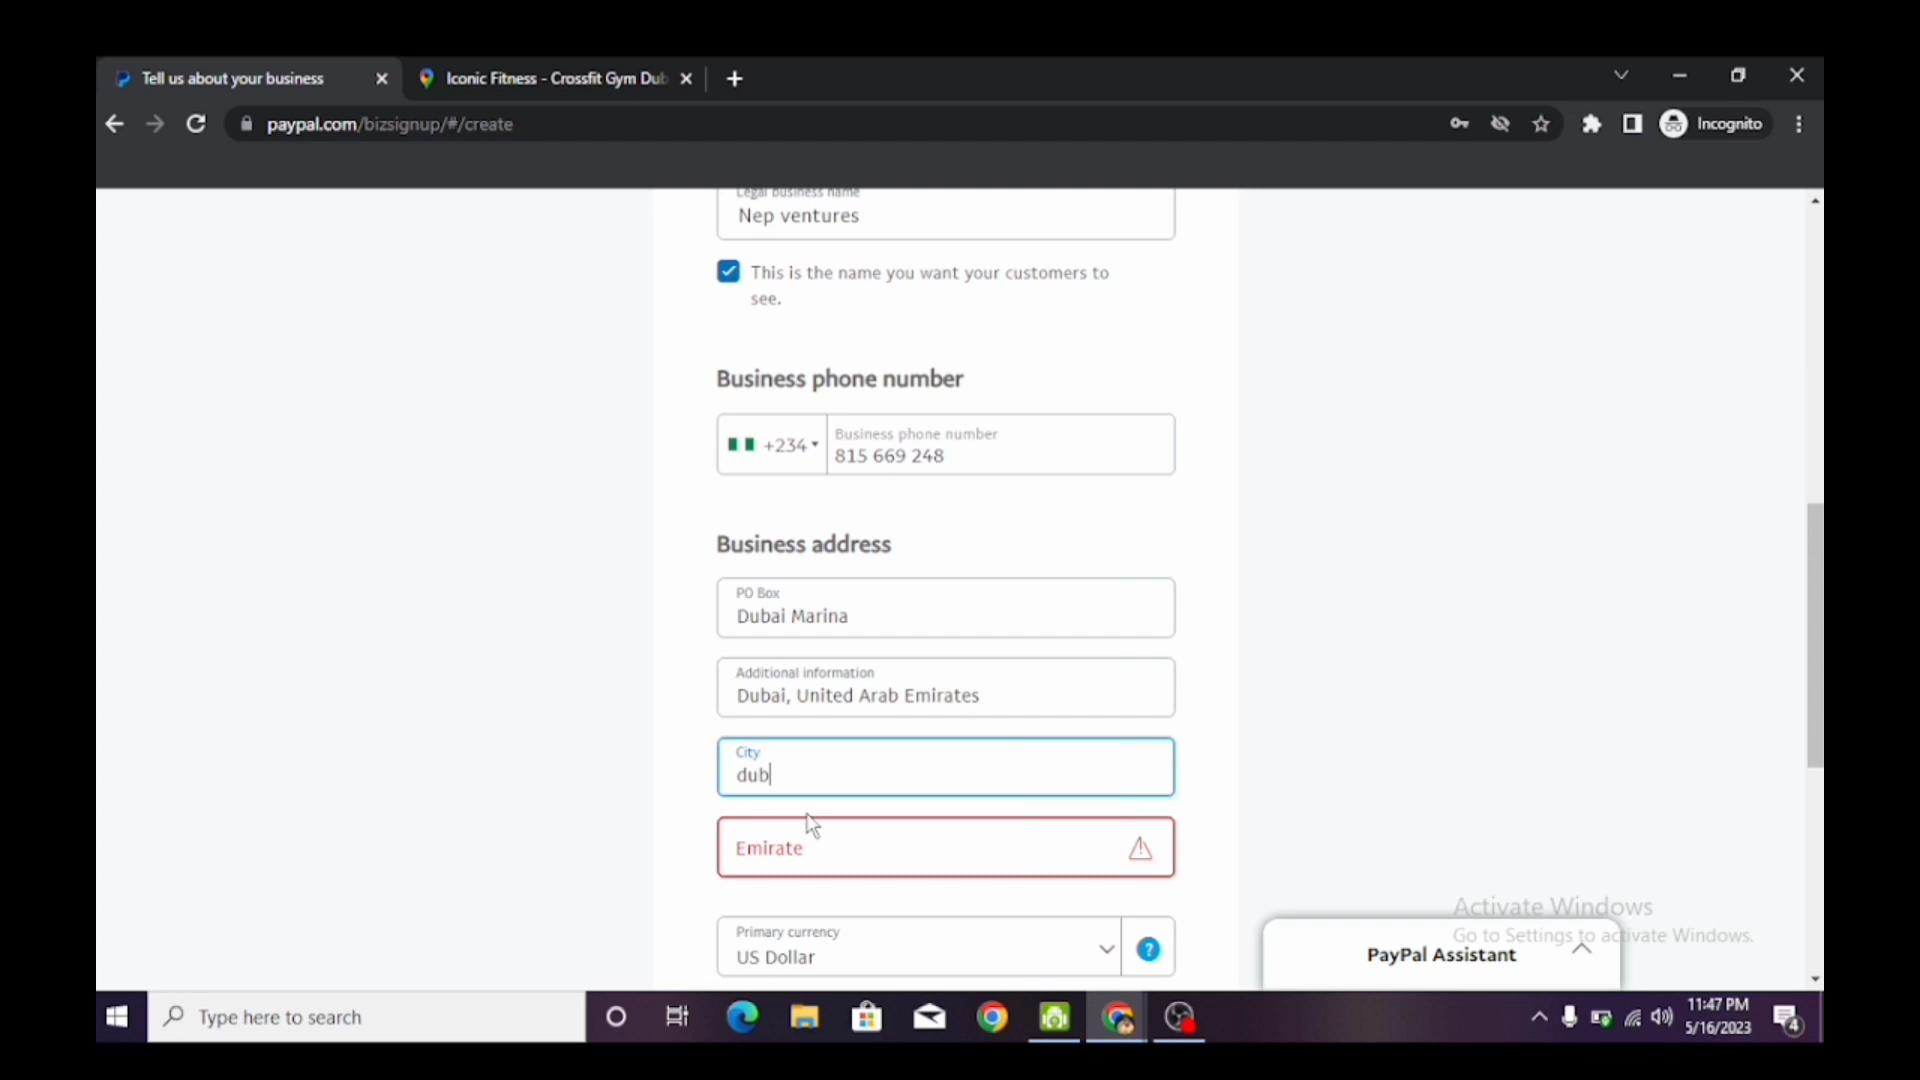 Tell us about your business
Iconic Fitness - Crossfit Gym Dub
paypal.com/bizsignup/#/create
Incognito
Legal business name
Nep ventures
This is the name you want your customers to
see.
Business phone number
+234
Business phone number
815 669 248
Business address
PO Box
Dubai Marina
Additional information
Dubai, United Arab Emirates
City
dub
Emirate
Primary currency
US Dollar
?
Activate Windows
Go to Settings to activate Windows.
PayPal Assistant
Type here to search
11:47 PM
5/16/2023
4